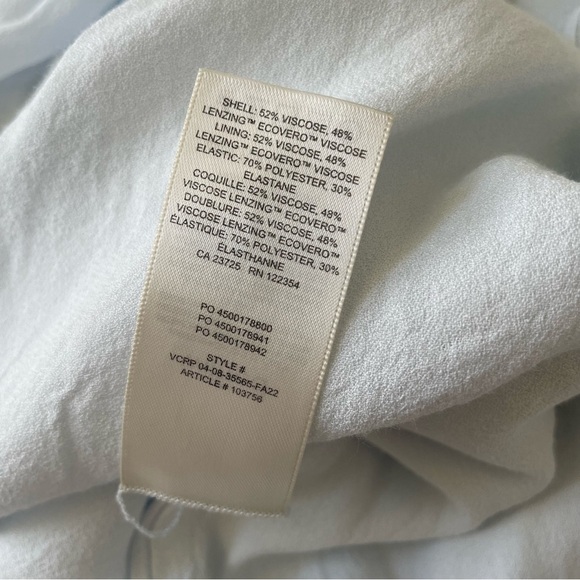 SHELL: 52% VISCOSE, 48%
LENZING™ ECOVERO™ VISCOSE
LINING: 52% VISCOSE, 48%
LENZING™ ECOVERO™ VISCOSE
ELASTIC: 70% POLYESTER, 30%
ELASTANE
COQUILLE: 52% VISCOSE, 48%
VISCOSE LENZING™ ECOVERO™
DOUBLURE: 52% VISCOSE, 48%
VISCOSE LENZING™ ECOVERO™
ÉLASTIQUE: 70% POLYESTER, 30%
ÉLASTHANNE
CA 23725 RN 122354
PO 4500178800
PO 4500178941
PO 4500178942
STYLE #
VCRP 04-08-35565-FA22
ARTICLE # 103756